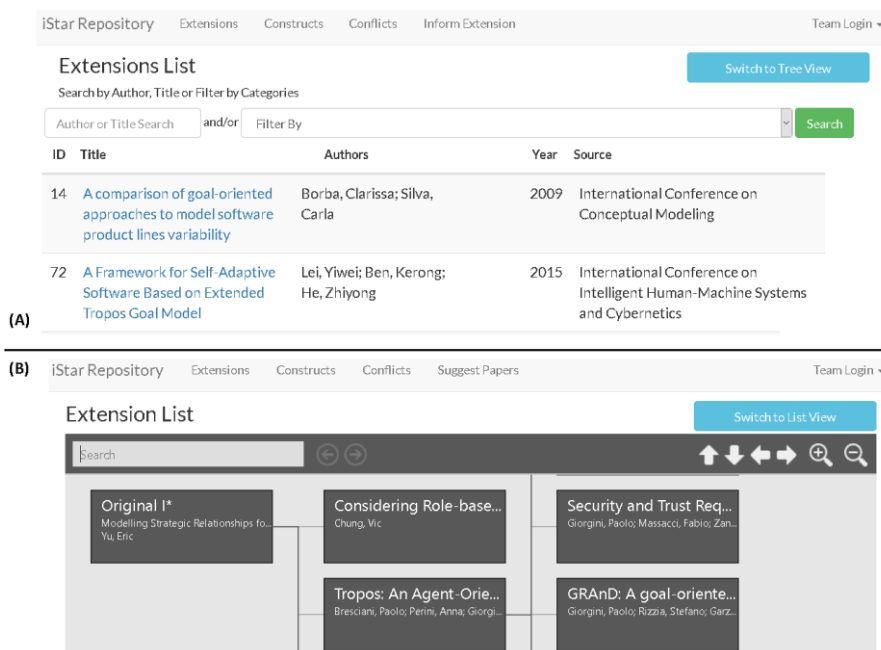 iStar Repository Extensions Constructs Conflicts Inform Extension Team Login
Extensions List
Switch to Tree View
Search by Author, Title or Filter by Categories
Author or Title Search and/or Filter By Search
ID Title Authors Year Source
14 A comparison of goal-oriented Borba, Clarissa; Silva, 2009 International Conference on
approaches to model software Carla Conceptual Modeling
product lines variability
72 A Framework for Self-Adaptive Lei, Yiwei; Ben, Kerong; 2015 International Conference on
Software Based on Extended He, Zhiyong Intelligent Human-Machine Systems
Tropos Goal Model and Cybernetics
(A)
(B) iStar Repository Extensions Constructs Conflicts Suggest Papers Team Login
Extension List
Switch to List View
Search
Original I* Considering Role-base... Security and Trust Req...
Modelling Strategic Relationships fo... Chung, Vic Giorgini, Paolo; Massacci, Fabio; Zan...
Yu, Eric
Tropos: An Agent-Orie... GRAnD: A goal-oriente...
Bresciani, Paolo; Perini, Anna; Giorgi... Giorgini, Paolo; Rizzia, Stefano; Garz...